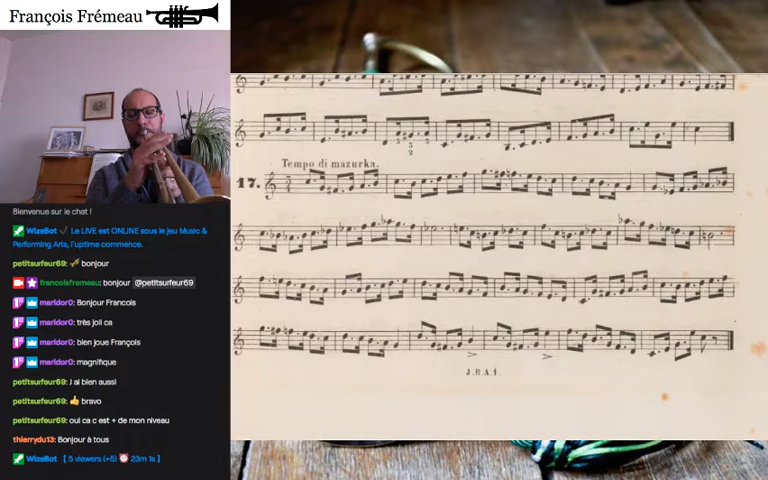 François Frémeau
Bienvenue sur le chat !
WizeBot ✔ Le LIVE est ONLINE sous le jeu Music &
Performing Arts, l'uptime commence.
petitsurfeur69: 🎺 bonjour
francoisfremeau: bonjour @petitsurfeur69
maridor0: Bonjour Francois
maridor0: très joli ca
maridor0: bien joue François
maridor0: magnifique
petitsurfeur69: J ai bien aussi
petitsurfeur69: 👍 bravo
petitsurfeur69: oui ca c est + de mon niveau
thierrydu13: Bonjour à tous
WizeBot [ 5 viewers (+5) ⏰ 23m 1s ]
Tempo di mazurka.
17.
J.B.A.1.